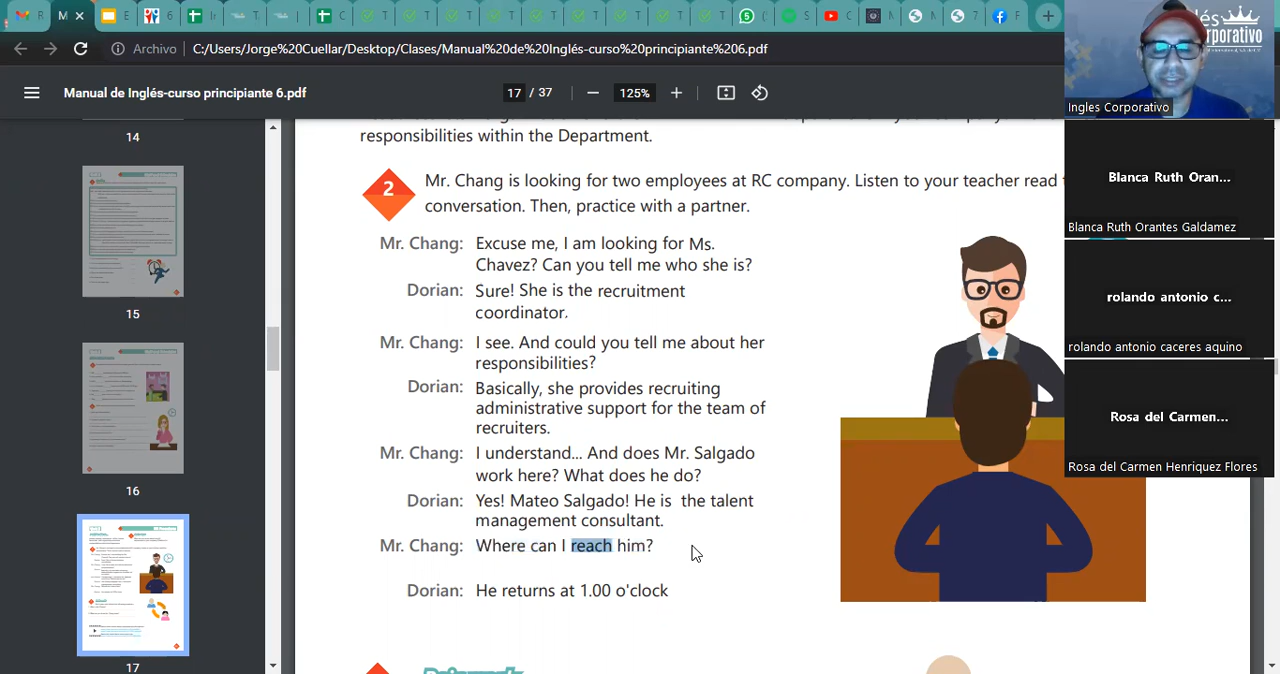 M
R
M
E
6
In
T
I
C
T
T
T
T
T
T
T
T
T
(
S
N
7
F
Archivo
C:/Users/Jorge%20Cuellar/Desktop/Clases/Manual%20de%20Inglés-curso%20principiante%206.pdf
Manual de Inglés-curso principiante 6.pdf
17 / 37
125%
14
15
16
17
responsibilities within the Department.
2
Mr. Chang is looking for two employees at RC company. Listen to your teacher read
conversation. Then, practice with a partner.
Mr. Chang: Excuse me, I am looking for Ms.
Chavez? Can you tell me who she is?
Dorian: Sure! She is the recruitment
coordinator.
Mr. Chang: I see. And could you tell me about her
responsibilities?
Dorian: Basically, she provides recruiting
administrative support for the team of
recruiters.
Mr. Chang: I understand... And does Mr. Salgado
work here? What does he do?
Dorian: Yes! Mateo Salgado! He is the talent
management consultant.
Mr. Chang: Where can I reach him?
Dorian: He returns at 1.00 o'clock
Ingles Corporativo
Blanca Ruth Oran...
Blanca Ruth Orantes Galdamez
rolando antonio c...
rolando antonio caceres aquino
Rosa del Carmen...
Rosa del Carmen Henriquez Flores